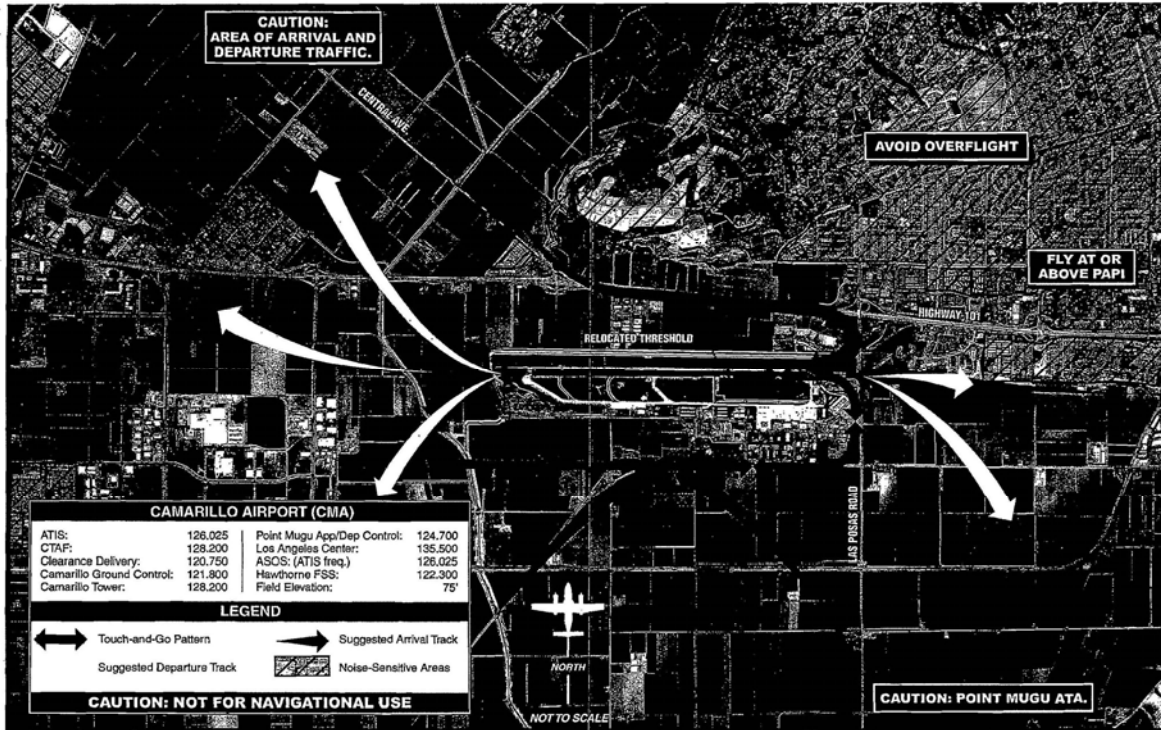 CAUTION:
AREA OF ARRIVAL AND
DEPARTURE TRAFFIC.
CENTRAL AVE.
AVOID OVERFLIGHT
FLY AT OR
ABOVE PAPI
HIGHWAY 101
RELOCATED THRESHOLD
LAS POSAS ROAD
CAMARILLO AIRPORT (CMA)
ATIS: 126.025
CTAF: 128.200
Clearance Delivery: 120.750
Camarillo Ground Control: 121.800
Camarillo Tower: 128.200
Point Mugu App/Dep Control: 124.700
Los Angeles Center: 135.500
ASOS: (ATIS freq.) 126.025
Hawthorne FSS: 122.300
Field Elevation: 75'
LEGEND
Touch-and-Go Pattern
Suggested Arrival Track
Suggested Departure Track
Noise-Sensitive Areas
CAUTION: NOT FOR NAVIGATIONAL USE
NORTH
NOT TO SCALE
CAUTION: POINT MUGU ATA.